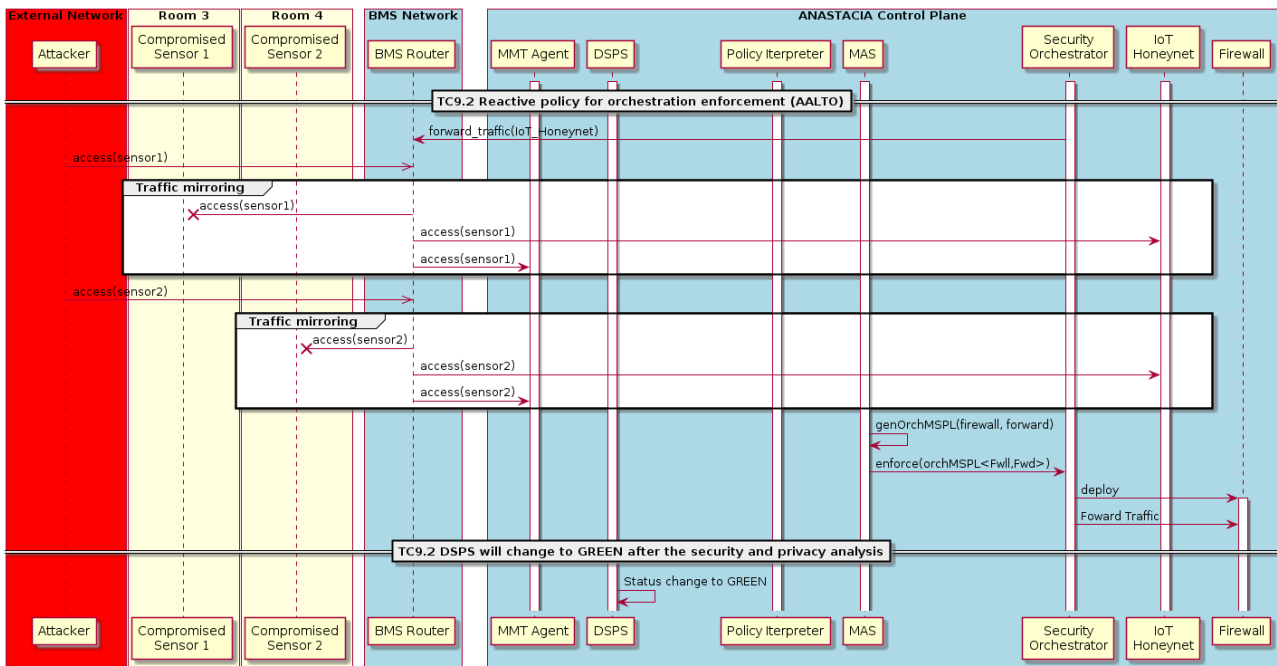 External Network
Room 3
Room 4
BMS Network
ANASTACIA Control Plane
Attacker
Compromised
Sensor 1
Compromised
Sensor 2
BMS Router
MMT Agent
DSPS
Policy Iterpreter
MAS
Security
Orchestrator
IoT
Honeynet
Firewall
TC9.2 Reactive policy for orchestration enforcement (AALTO)
forward_traffic(IoT_Honeynet)
access(sensor1)
Traffic mirroring
access(sensor1)
access(sensor1)
access(sensor1)
access(sensor2)
Traffic mirroring
access(sensor2)
access(sensor2)
access(sensor2)
genOrchMSPL(firewall, forward)
enforce(orchMSPL<Fwll,Fwd>)
deploy
Foward Traffic
TC9.2 DSPS will change to GREEN after the security and privacy analysis
Status change to GREEN
Attacker
Compromised
Sensor 1
Compromised
Sensor 2
BMS Router
MMT Agent
DSPS
Policy Iterpreter
MAS
Security
Orchestrator
IoT
Honeynet
Firewall